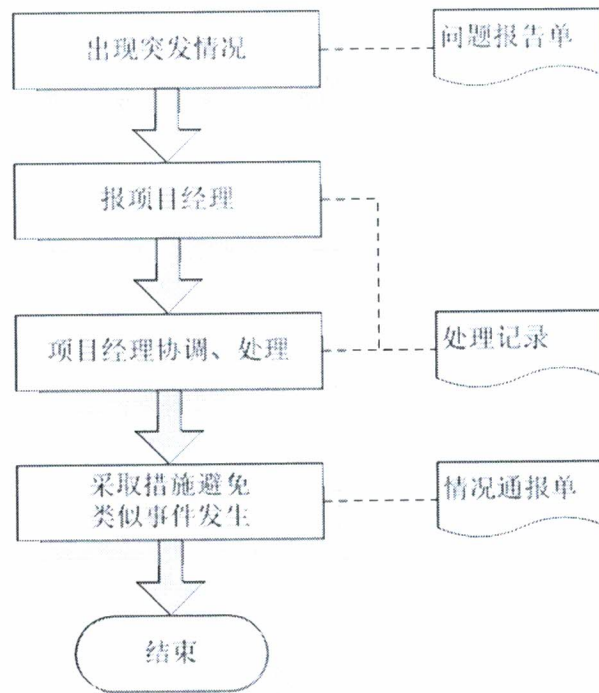 出现突发情况
问题报告单
报项目经理
项目经理协调、处理
处理记录
采取措施避免
类似事件发生
情况通报单
结束